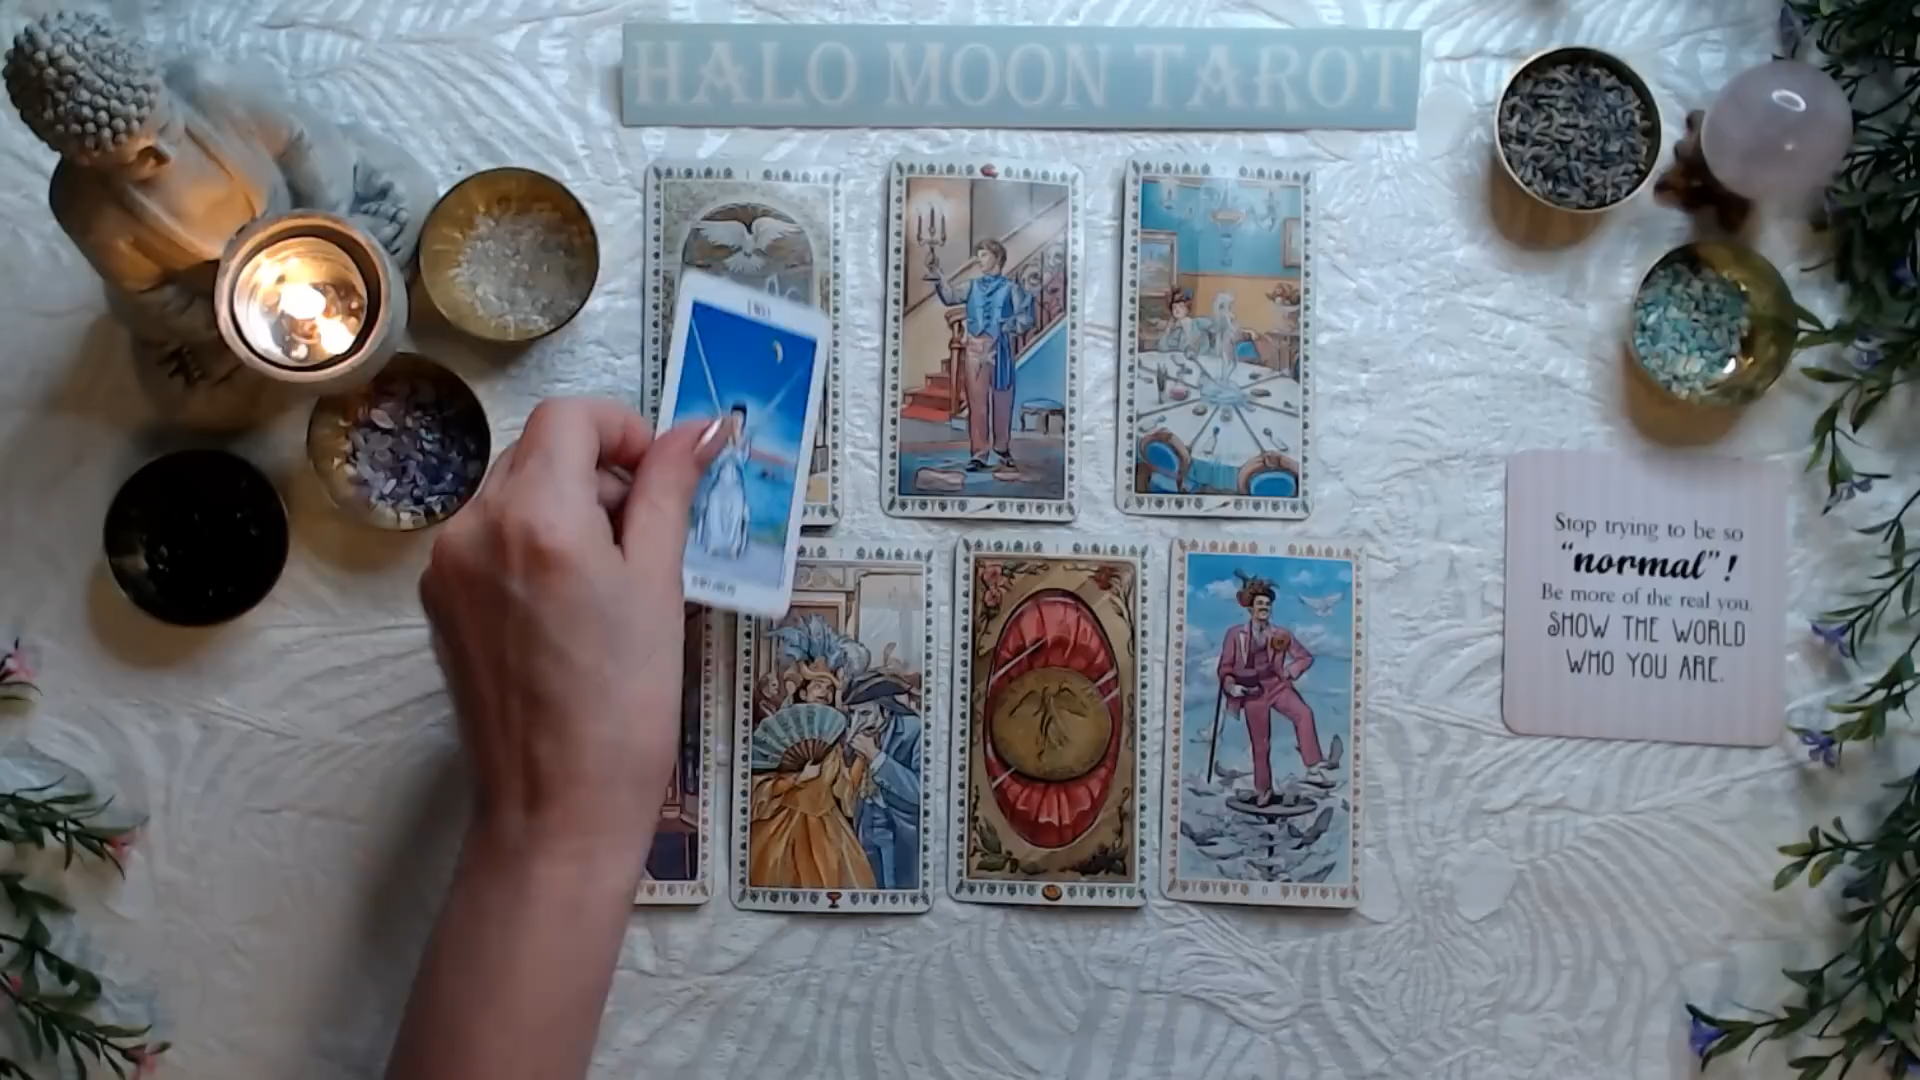 HALO MOON TAROT
Stop trying to be so
“normal”!
Be more of the real you.
SHOW THE WORLD
WHO YOU ARE.